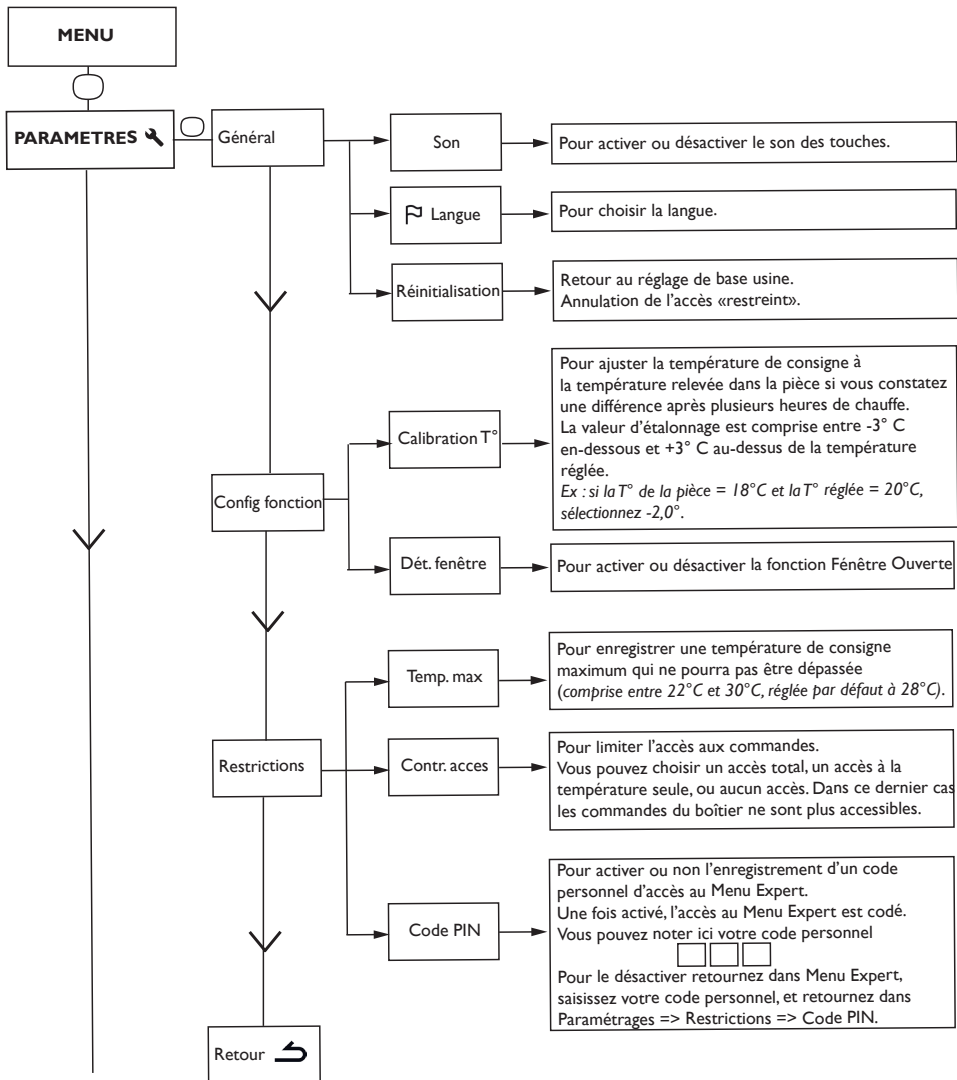 MENU
PARAMETRES
Général
Son
Pour activer ou désactiver le son des touches.
Langue
Pour choisir la langue.
Réinitialisation
Retour au réglage de base usine.
Annulation de l’accès «restreint».
Config fonction
Calibration T°
Pour ajuster la température de consigne à
la température relevée dans la pièce si vous constatez
une différence après plusieurs heures de chauffe.
La valeur d’étalonnage est comprise entre -3° C
en-dessous et +3° C au-dessus de la température
réglée.
Ex : si la T° de la pièce = 18°C et la T° réglée = 20°C,
sélectionnez -2,0°.
Dét. fenêtre
Pour activer ou désactiver la fonction Fénêtre Ouverte
Restrictions
Temp. max
Pour enregistrer une température de consigne
maximum qui ne pourra pas être dépassée
(comprise entre 22°C et 30°C, réglée par défaut à 28°C).
Contr. acces
Pour limiter l’accès aux commandes.
Vous pouvez choisir un accès total, un accès à la
température seule, ou aucun accès. Dans ce dernier cas
les commandes du boîtier ne sont plus accessibles.
Code PIN
Pour activer ou non l’enregistrement d’un code
personnel d’accès au Menu Expert.
Une fois activé, l’accès au Menu Expert est codé.
Vous pouvez noter ici votre code personnel
Pour le désactiver retournez dans Menu Expert,
saisissez votre code personnel, et retournez dans
Paramétrages => Restrictions => Code PIN.
Retour